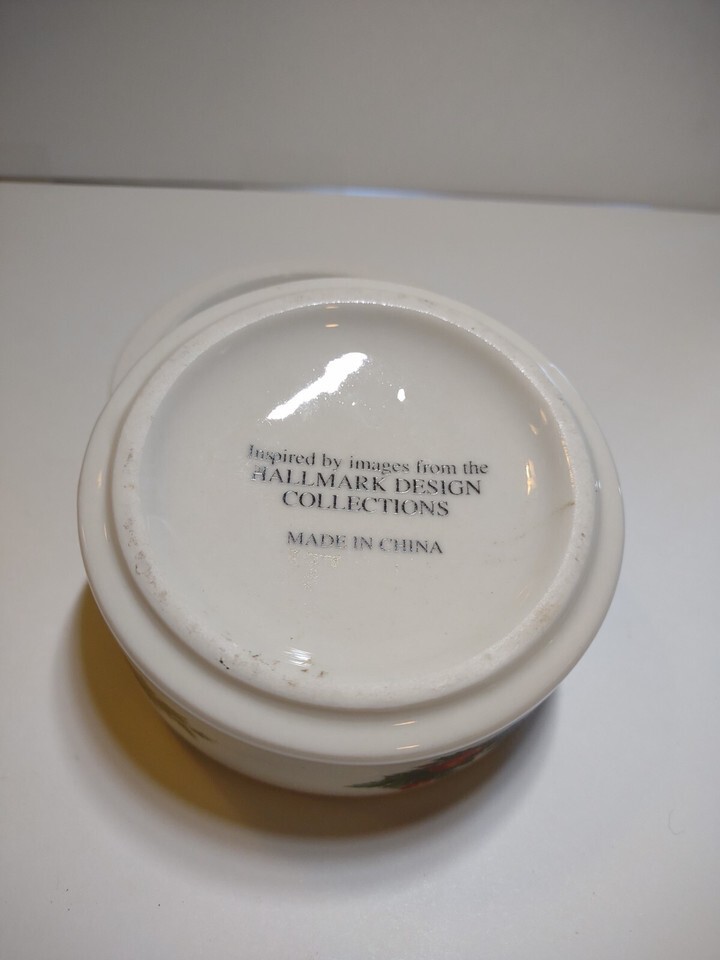 Inspired by images from the
HALLMARK DESIGN
COLLECTIONS
MADE IN CHINA